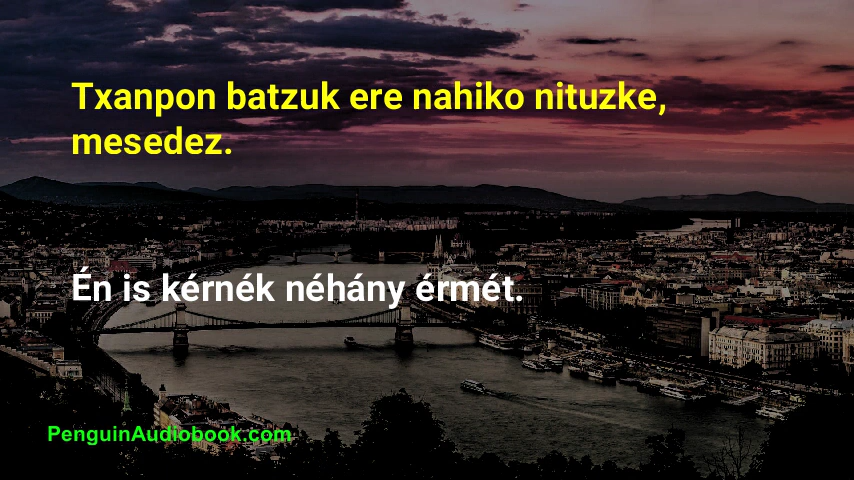 Txanpon batzuk ere nahiko nituzke,
mesedez.
Én is kérnék néhány érmét.
PenguinAudiobook.com